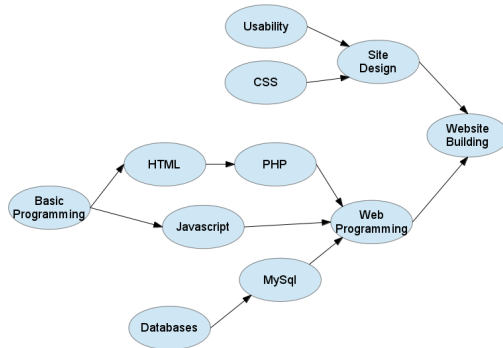 Usability
Site
Design
CSS
Website
Building
HTML
PHP
Basic
Programming
Javascript
Web
Programming
MySql
Databases